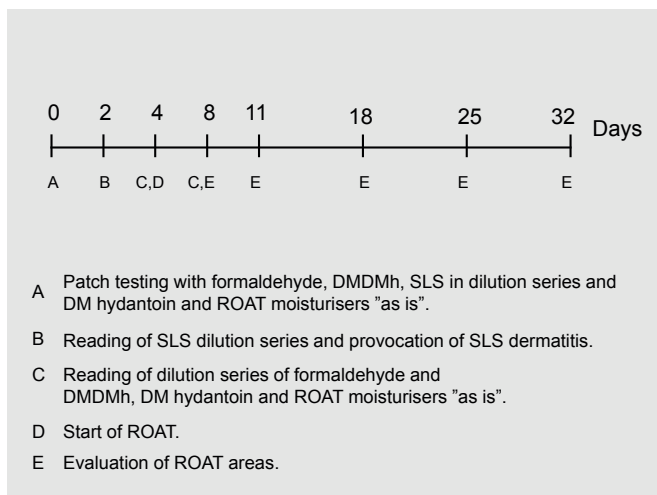 0 2 4 8 11 18 25 32 Days
A B C,D C,E E E E E
A Patch testing with formaldehyde, DMDMh, SLS in dilution series and
DM hydantoin and ROAT moisturisers ”as is”.
B Reading of SLS dilution series and provocation of SLS dermatitis.
C Reading of dilution series of formaldehyde and
DMDMh, DM hydantoin and ROAT moisturisers ”as is”.
D Start of ROAT.
E Evaluation of ROAT areas.